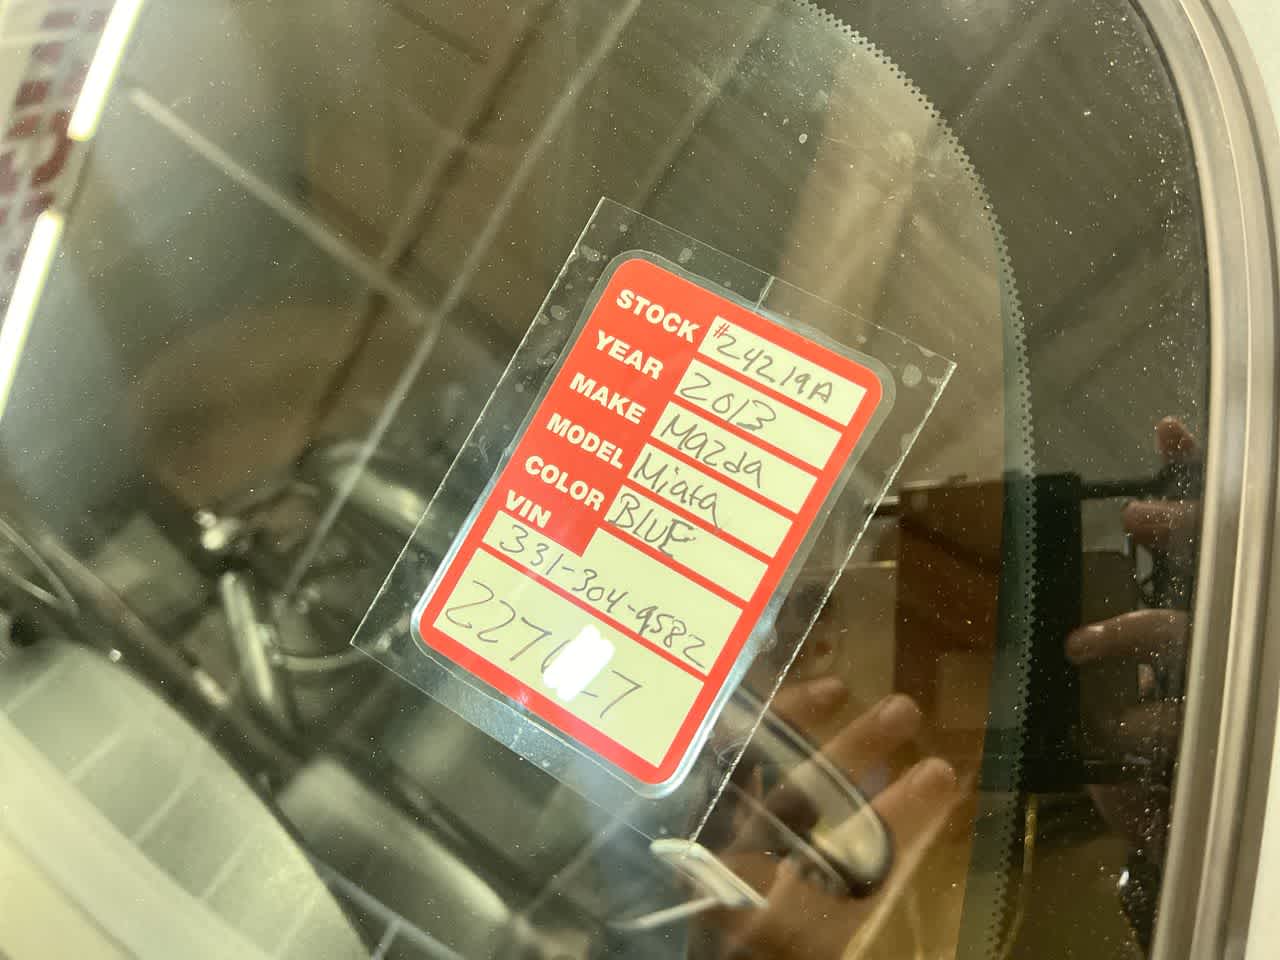 STOCK #24219A
YEAR 2013
MAKE Mazda
MODEL Miata
COLOR BLUE
VIN
331-304-9582